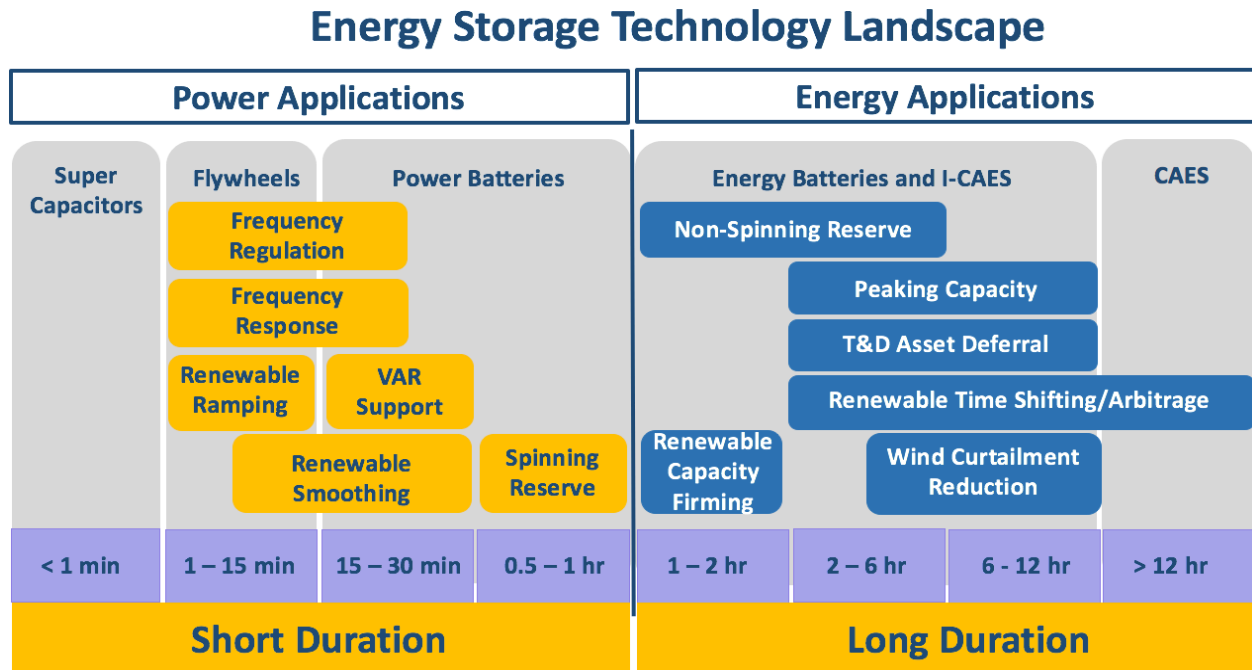 Energy Storage Technology Landscape
Power Applications
Energy Applications
Super
Capacitors
Flywheels
Power Batteries
Energy Batteries and I-CAES
CAES
Frequency
Regulation
Non-Spinning Reserve
Frequency
Response
Peaking Capacity
T&D Asset Deferral
Renewable
Ramping
VAR
Support
Renewable Time Shifting/Arbitrage
Renewable
Smoothing
Spinning
Reserve
Renewable
Capacity
Firming
Wind Curtailment
Reduction
< 1 min
1 – 15 min
15 – 30 min
0.5 – 1 hr
1 – 2 hr
2 – 6 hr
6 - 12 hr
> 12 hr
Short Duration
Long Duration